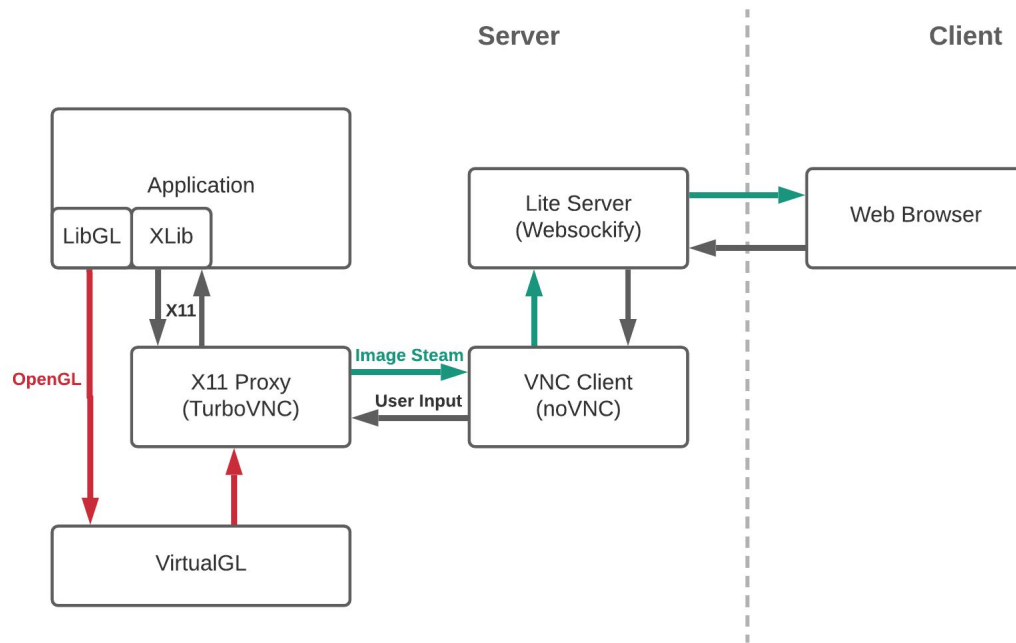 Server
Client
Application
LibGL
XLib
Lite Server
(Websockify)
Web Browser
X11
OpenGL
Image Steam
User Input
X11 Proxy
(TurboVNC)
VNC Client
(noVNC)
VirtualGL